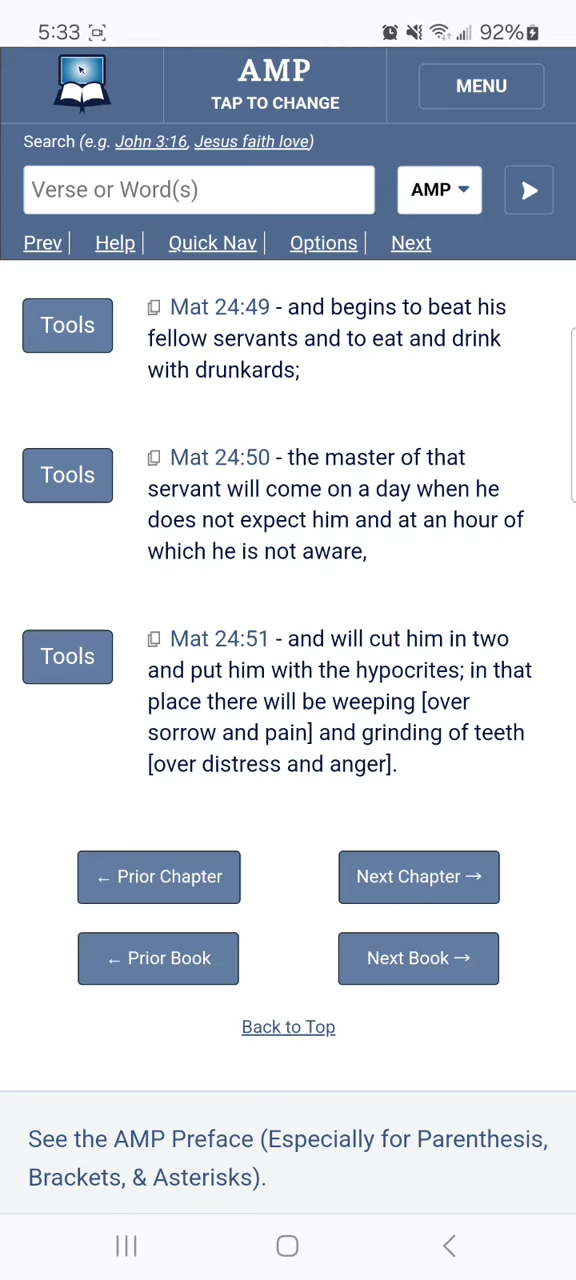 5:33 92%
AMP
TAP TO CHANGE
MENU
Search (e.g. John 3:16, Jesus faith love)
Verse or Word(s)
AMP
Prev | Help | Quick Nav | Options | Next
Tools
Mat 24:49 - and begins to beat his
fellow servants and to eat and drink
with drunkards;
Tools
Mat 24:50 - the master of that
servant will come on a day when he
does not expect him and at an hour of
which he is not aware,
Tools
Mat 24:51 - and will cut him in two
and put him with the hypocrites; in that
place there will be weeping [over
sorrow and pain] and grinding of teeth
[over distress and anger].
← Prior Chapter
Next Chapter →
← Prior Book
Next Book →
Back to Top
See the AMP Preface (Especially for Parenthesis,
Brackets, & Asterisks).